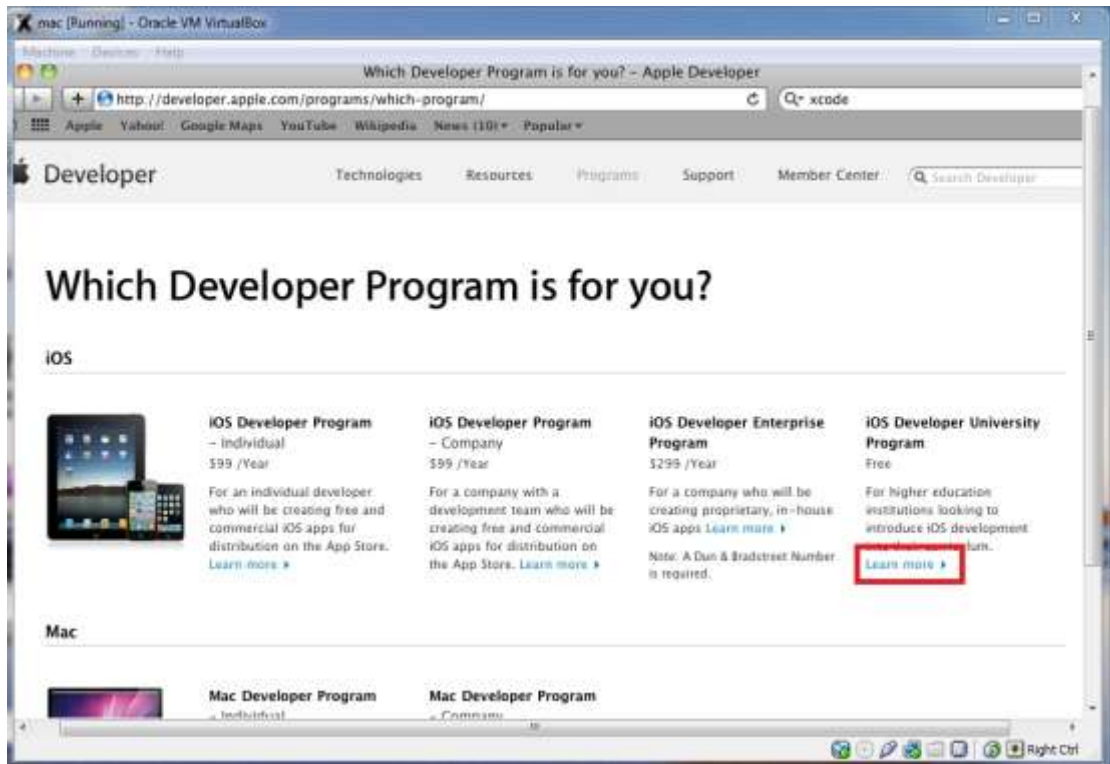 mac [Running] - Oracle VM VirtualBox
Machine Devices Help
Which Developer Program is for you? – Apple Developer
http://developer.apple.com/programs/which-program/
xcode
Apple Yahoo! Google Maps YouTube Wikipedia News (10) Popular
Developer
Technologies Resources Programs Support Member Center Search Developer
Which Developer Program is for you?
iOS
iOS Developer Program
– Individual
$99 /Year
For an individual developer
who will be creating free and
commercial iOS apps for
distribution on the App Store.
Learn more
iOS Developer Program
– Company
$99 /Year
For a company with a
development team who will be
creating free and commercial
iOS apps for distribution on
the App Store. Learn more
iOS Developer Enterprise
Program
$299 /Year
For a company who will be
creating proprietary, in-house
iOS apps Learn more
Note: A Dun & Bradstreet Number
is required.
iOS Developer University
Program
Free
For higher education
institutions looking to
introduce iOS development
Learn more
Mac
Mac Developer Program
– Individual
Mac Developer Program
– Company
Right Ctrl